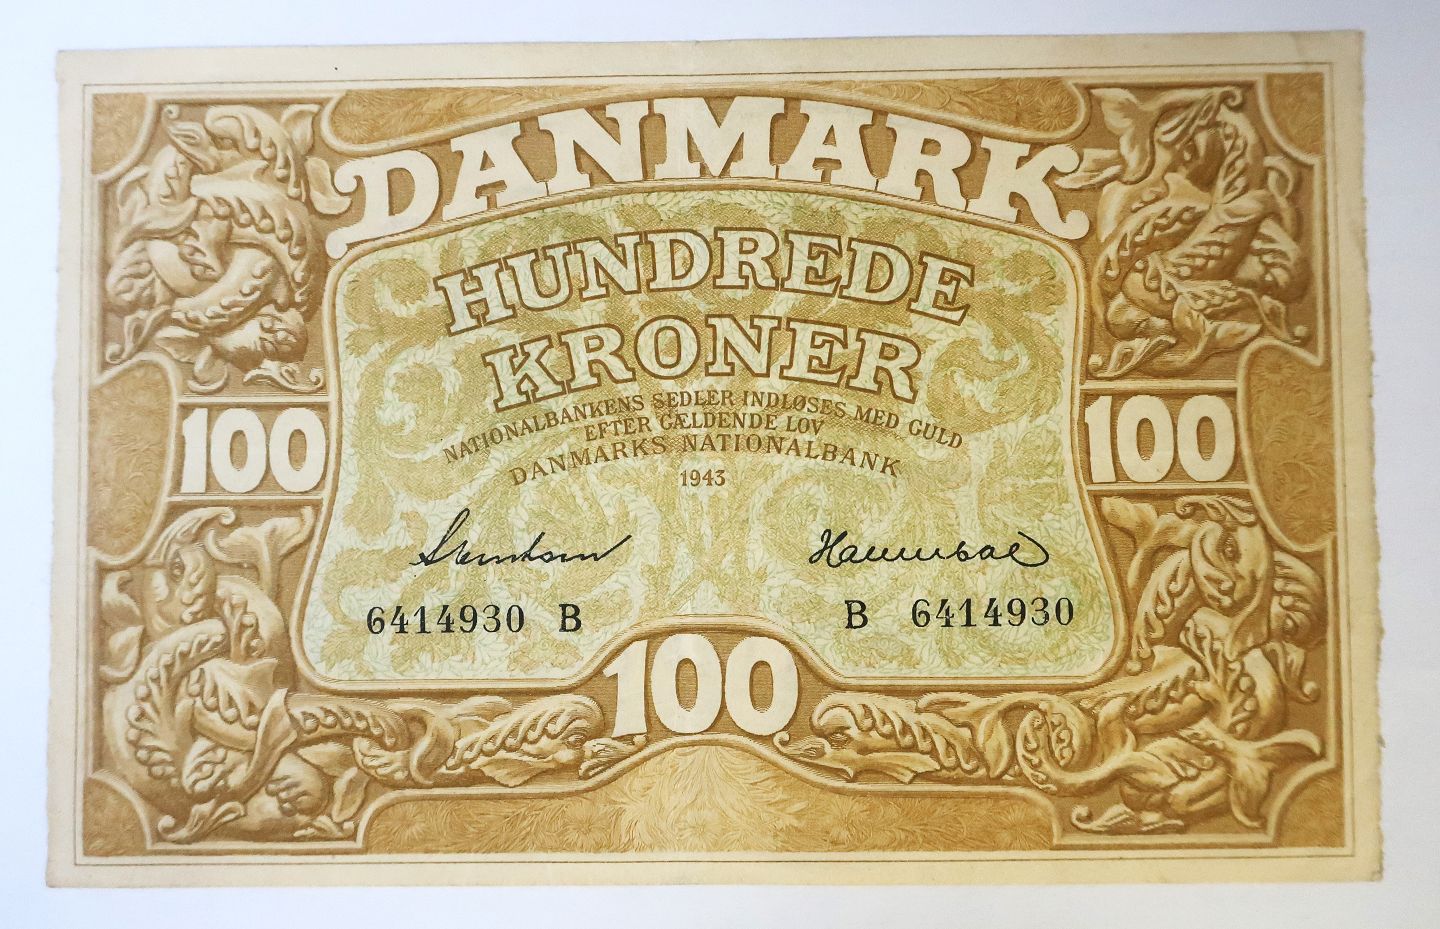 DANMARK
HUNDREDE
KRONER
NATIONALBANKENS SEDLER INDLØSES MED GULD
EFTER GÆLDENDE LOV
DANMARKS NATIONALBANK
1943
100 100
Svendsen
6414930 B B 6414930
100